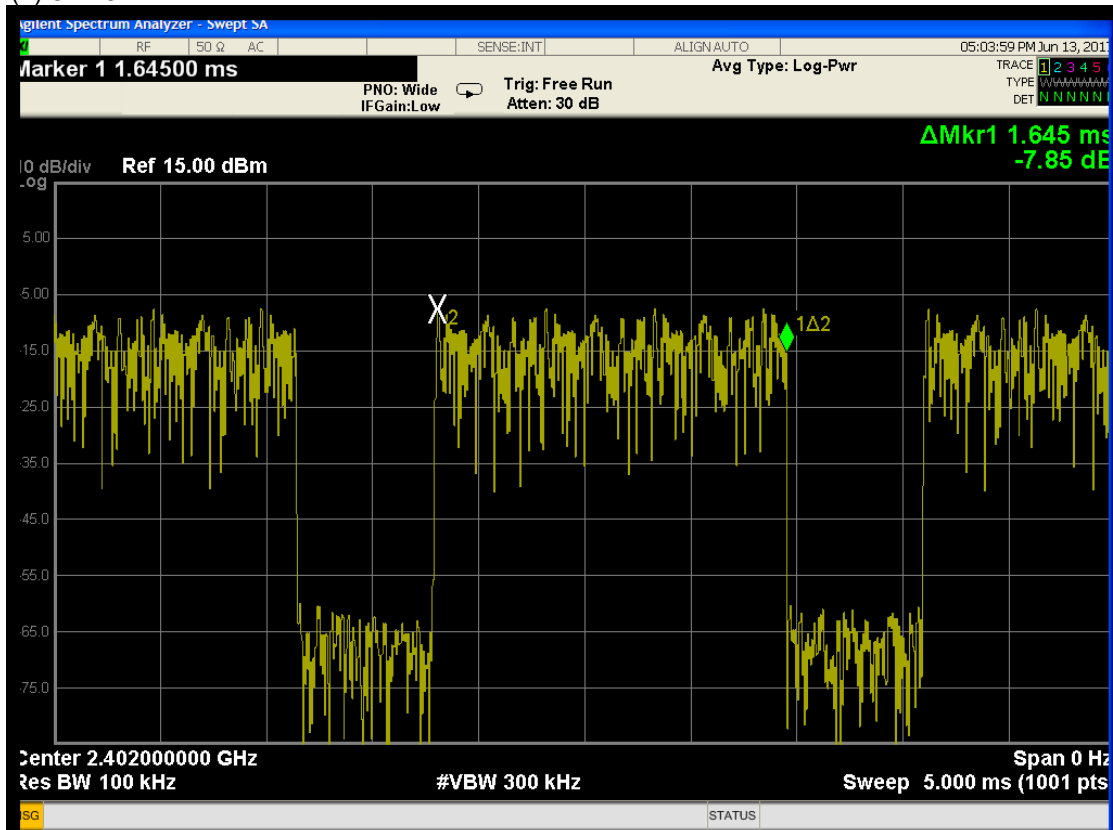 Agilent Spectrum Analyzer - Swept SA
RF 50 Ω AC SENSE:INT ALIGN AUTO 05:03:59 PM Jun 13, 201
Marker 1 1.64500 ms
PNO: Wide
IFGain:Low
Trig: Free Run
Atten: 30 dB
Avg Type: Log-Pwr
TRACE 1 2 3 4 5
TYPE
DET N N N N N
ΔMkr1 1.645 ms
-7.85 dB
10 dB/div Ref 15.00 dBm
Log
5.00
-5.00
-15.0
-25.0
-35.0
-45.0
-55.0
-65.0
-75.0
X2
1Δ2
Center 2.402000000 GHz Span 0 Hz
Res BW 100 kHz #VBW 300 kHz Sweep 5.000 ms (1001 pts
MSG STATUS